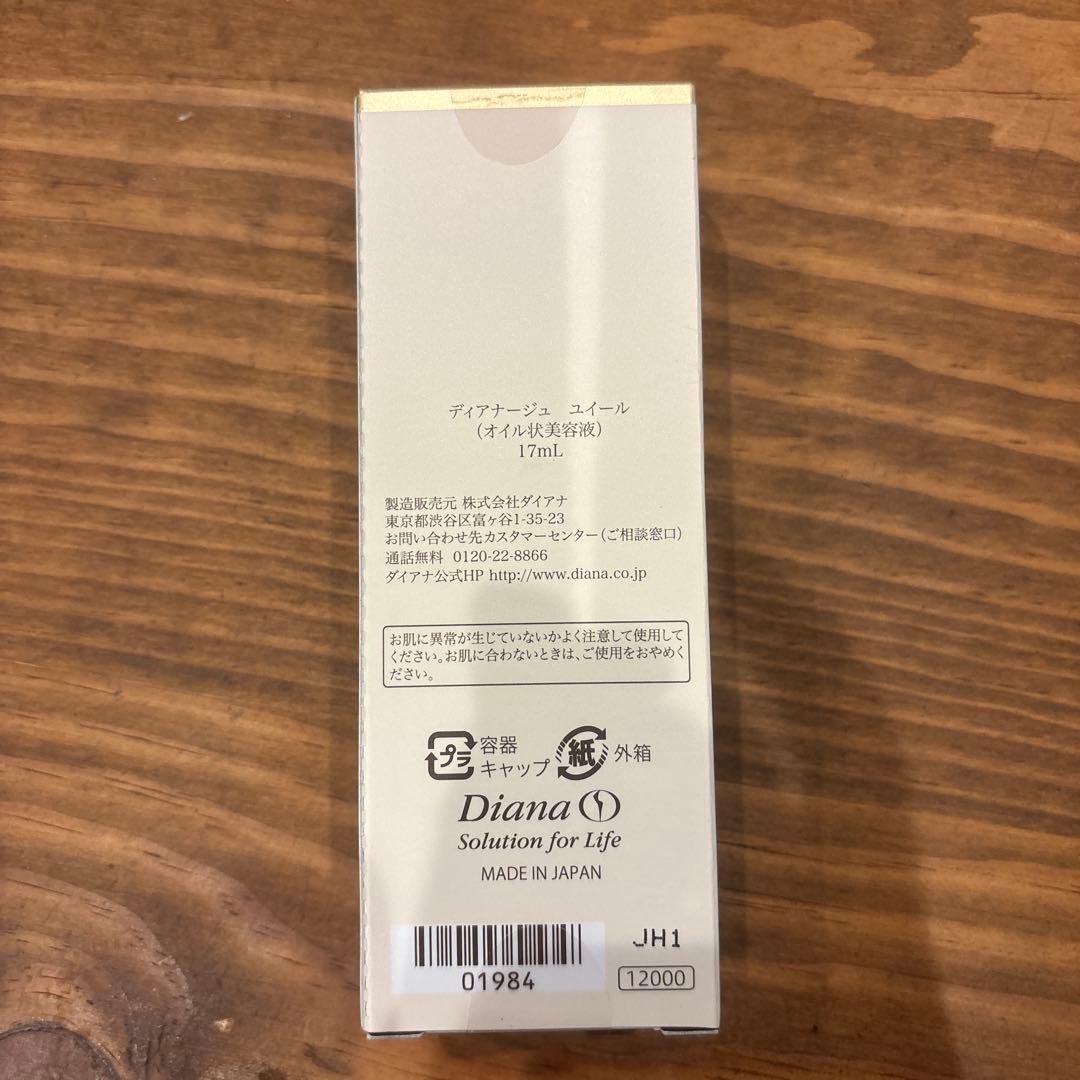 ディアナージュ　ユイール
(オイル状美容液)
17mL
製造販売元 株式会社ダイアナ
東京都渋谷区富ヶ谷1-35-23
お問い合わせ先カスタマーセンター(ご相談窓口)
通話無料 0120-22-8866
ダイアナ公式HP http://www.diana.co.jp
お肌に異常が生じていないかよく注意して使用して
ください。お肌に合わないときは、ご使用をおやめく
ださい。
プラ 容器
キャップ
紙 外箱
Diana
Solution for Life
MADE IN JAPAN
JH1
01984
12000